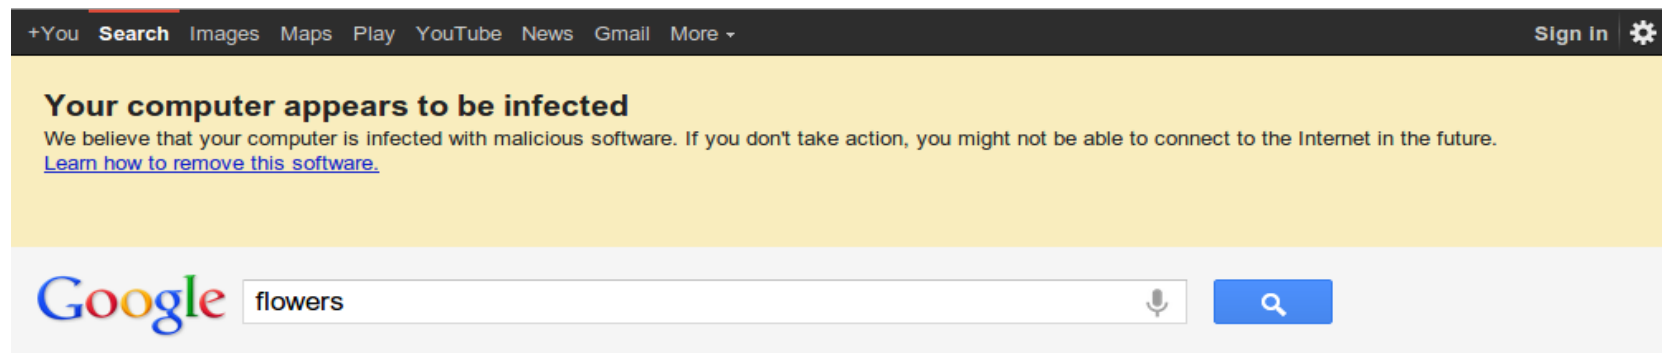 +You Search Images Maps Play YouTube News Gmail More Sign in
Your computer appears to be infected
We believe that your computer is infected with malicious software. If you don't take action, you might not be able to connect to the Internet in the future.
Learn how to remove this software.
Google flowers